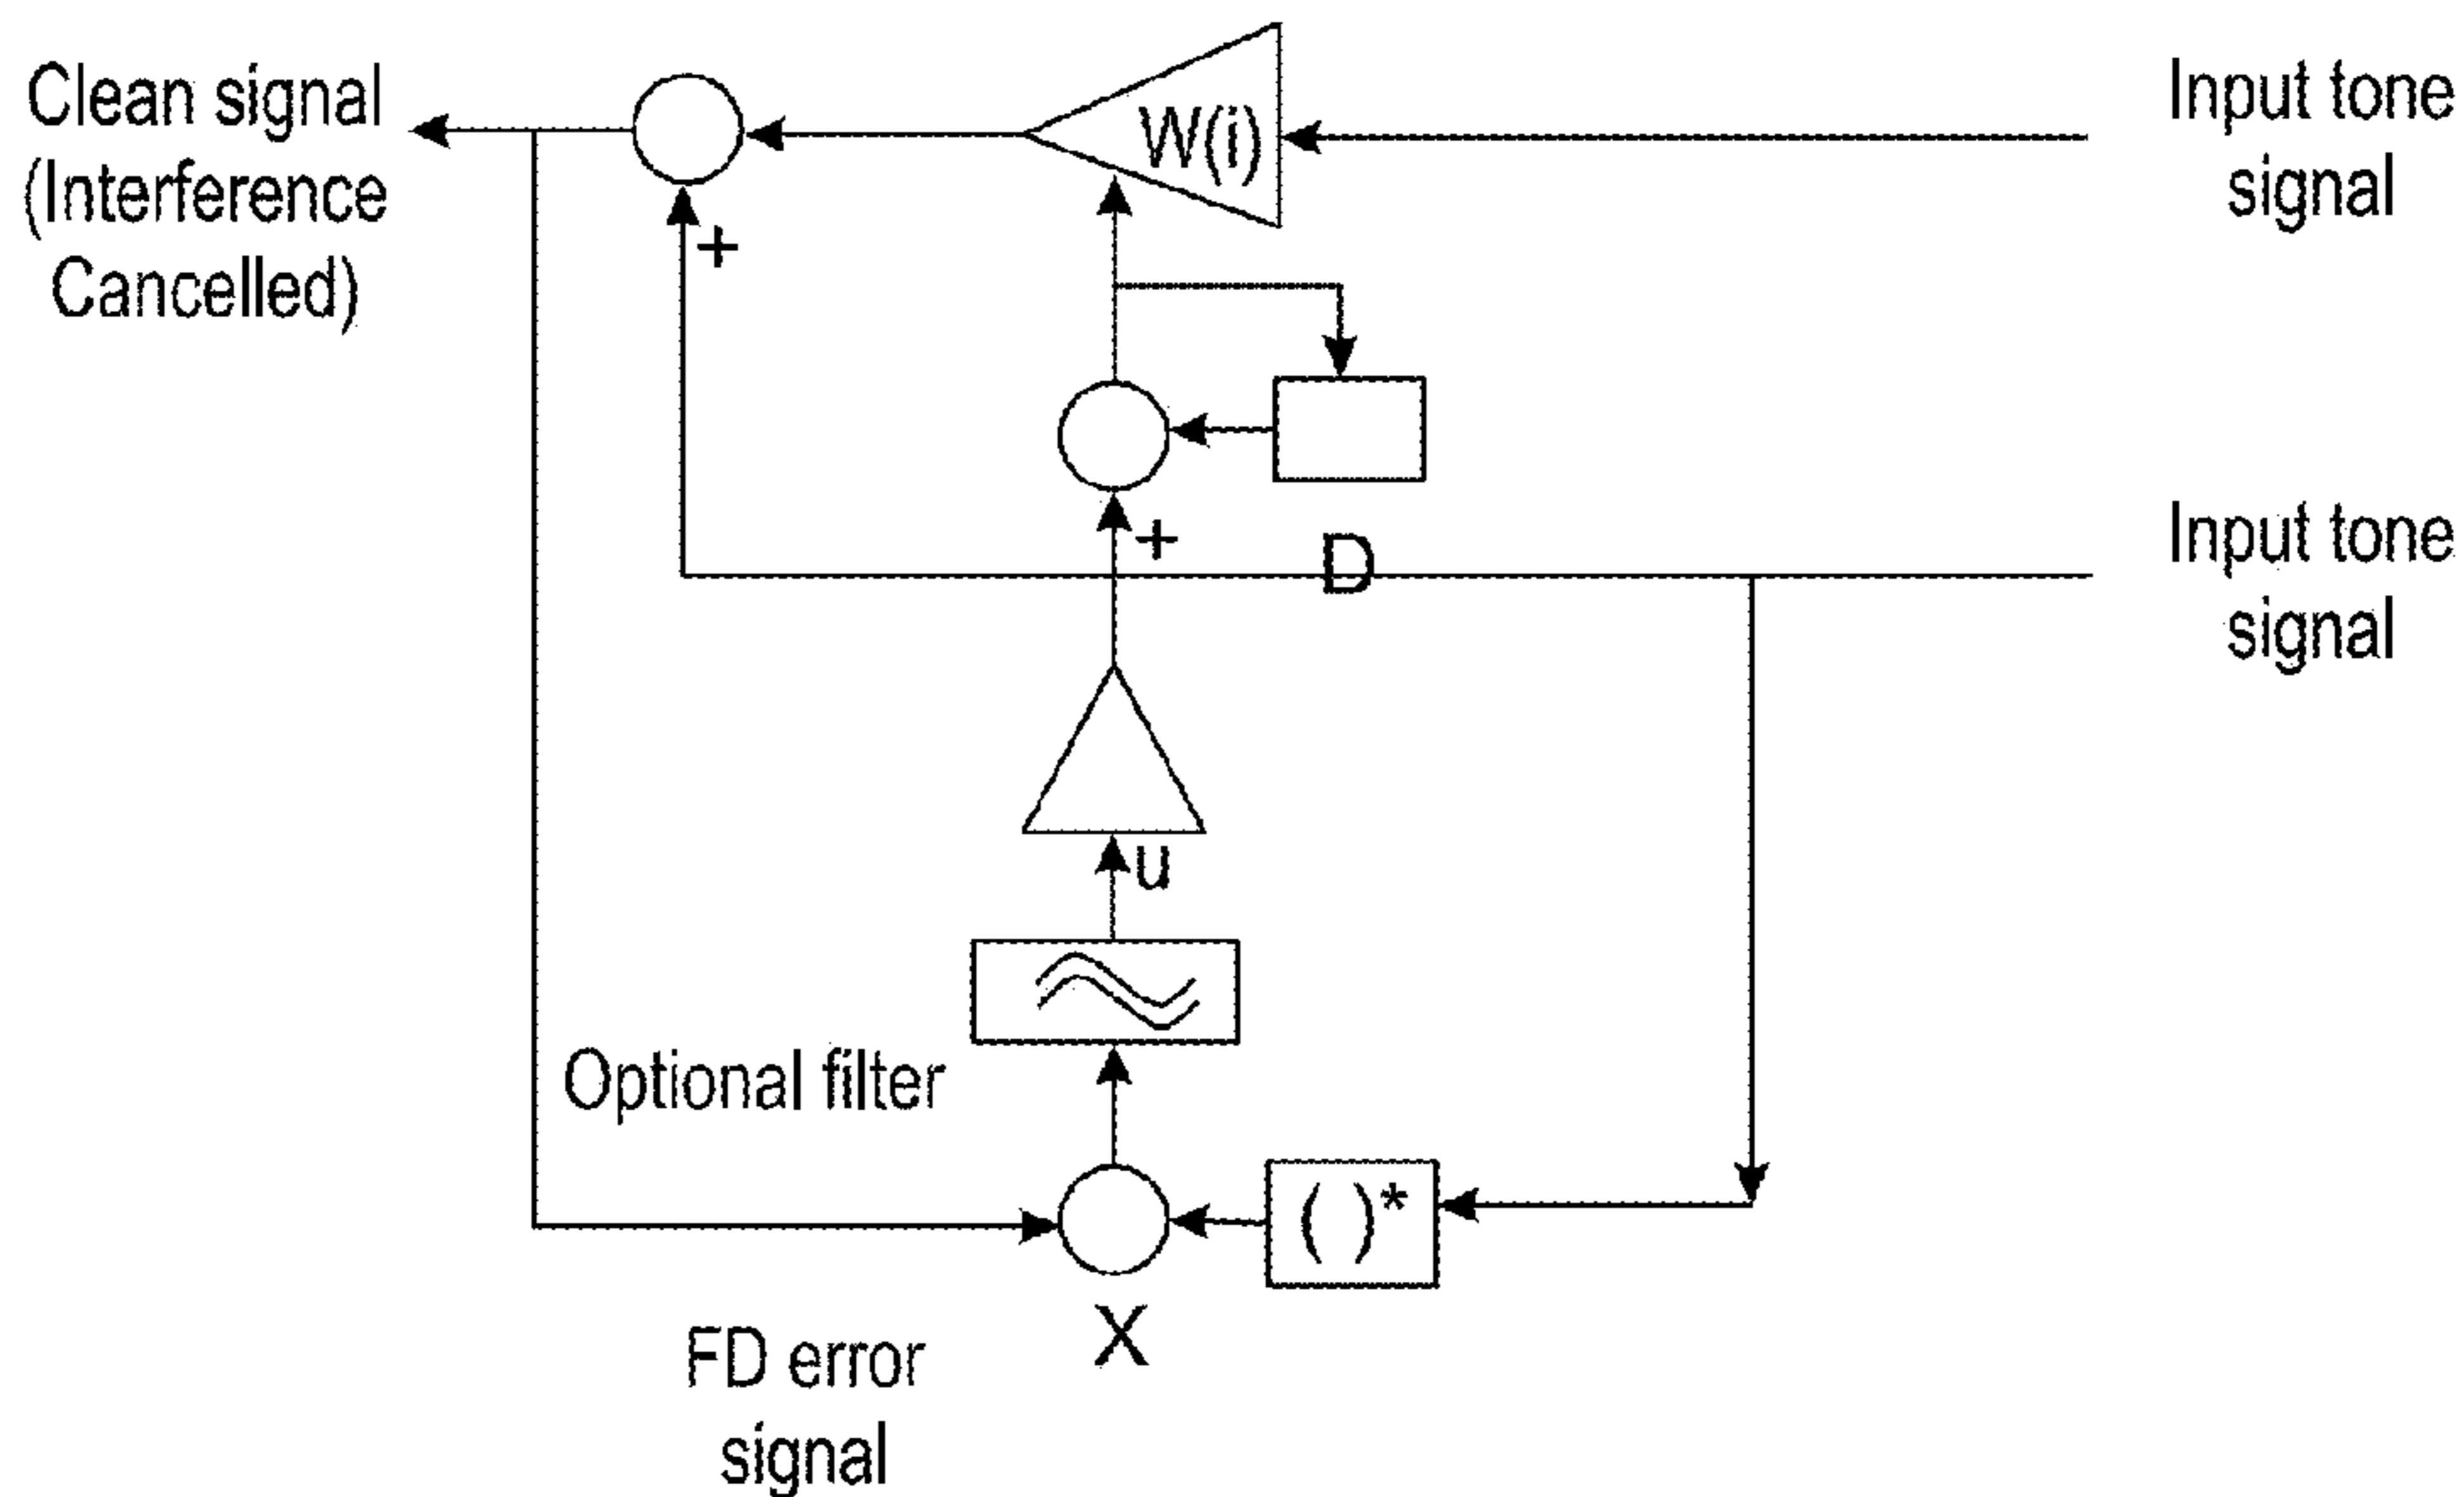 Clean signal
(Interference
Cancelled)
W(i)
Input tone
signal
+
+
D
Input tone
signal
u
Optional filter
( )*
X
FD error
signal